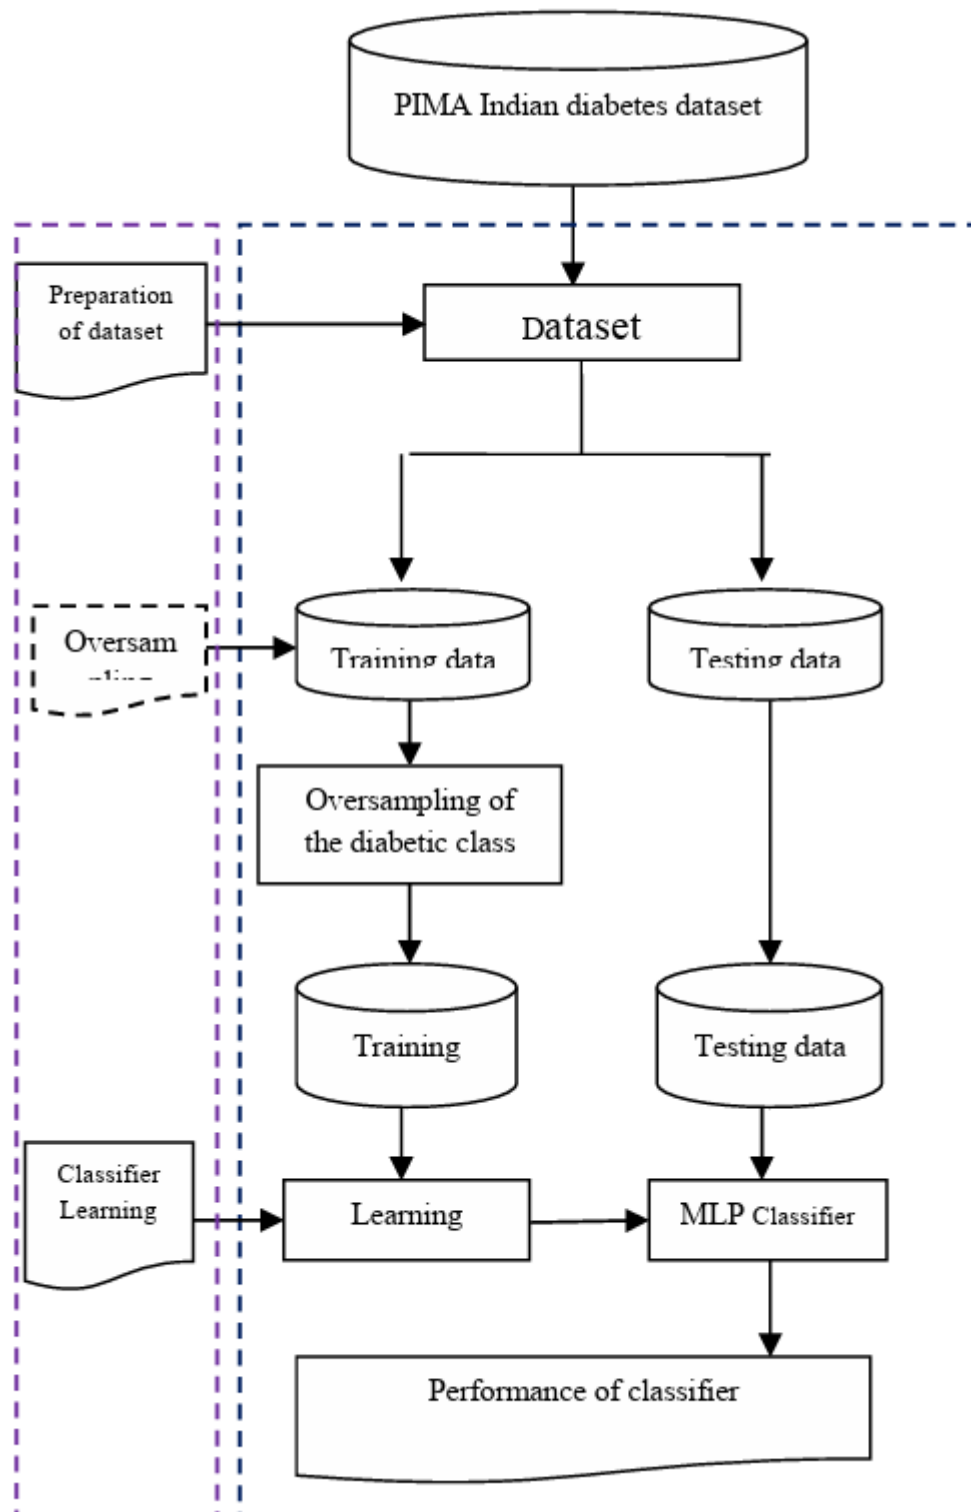 PIMA Indian diabetes dataset
Preparation
of dataset
Dataset
Oversam
pling
Training data
Testing data
Oversampling of
the diabetic class
Training
Testing data
Classifier
Learning
Learning
MLP Classifier
Performance of classifier